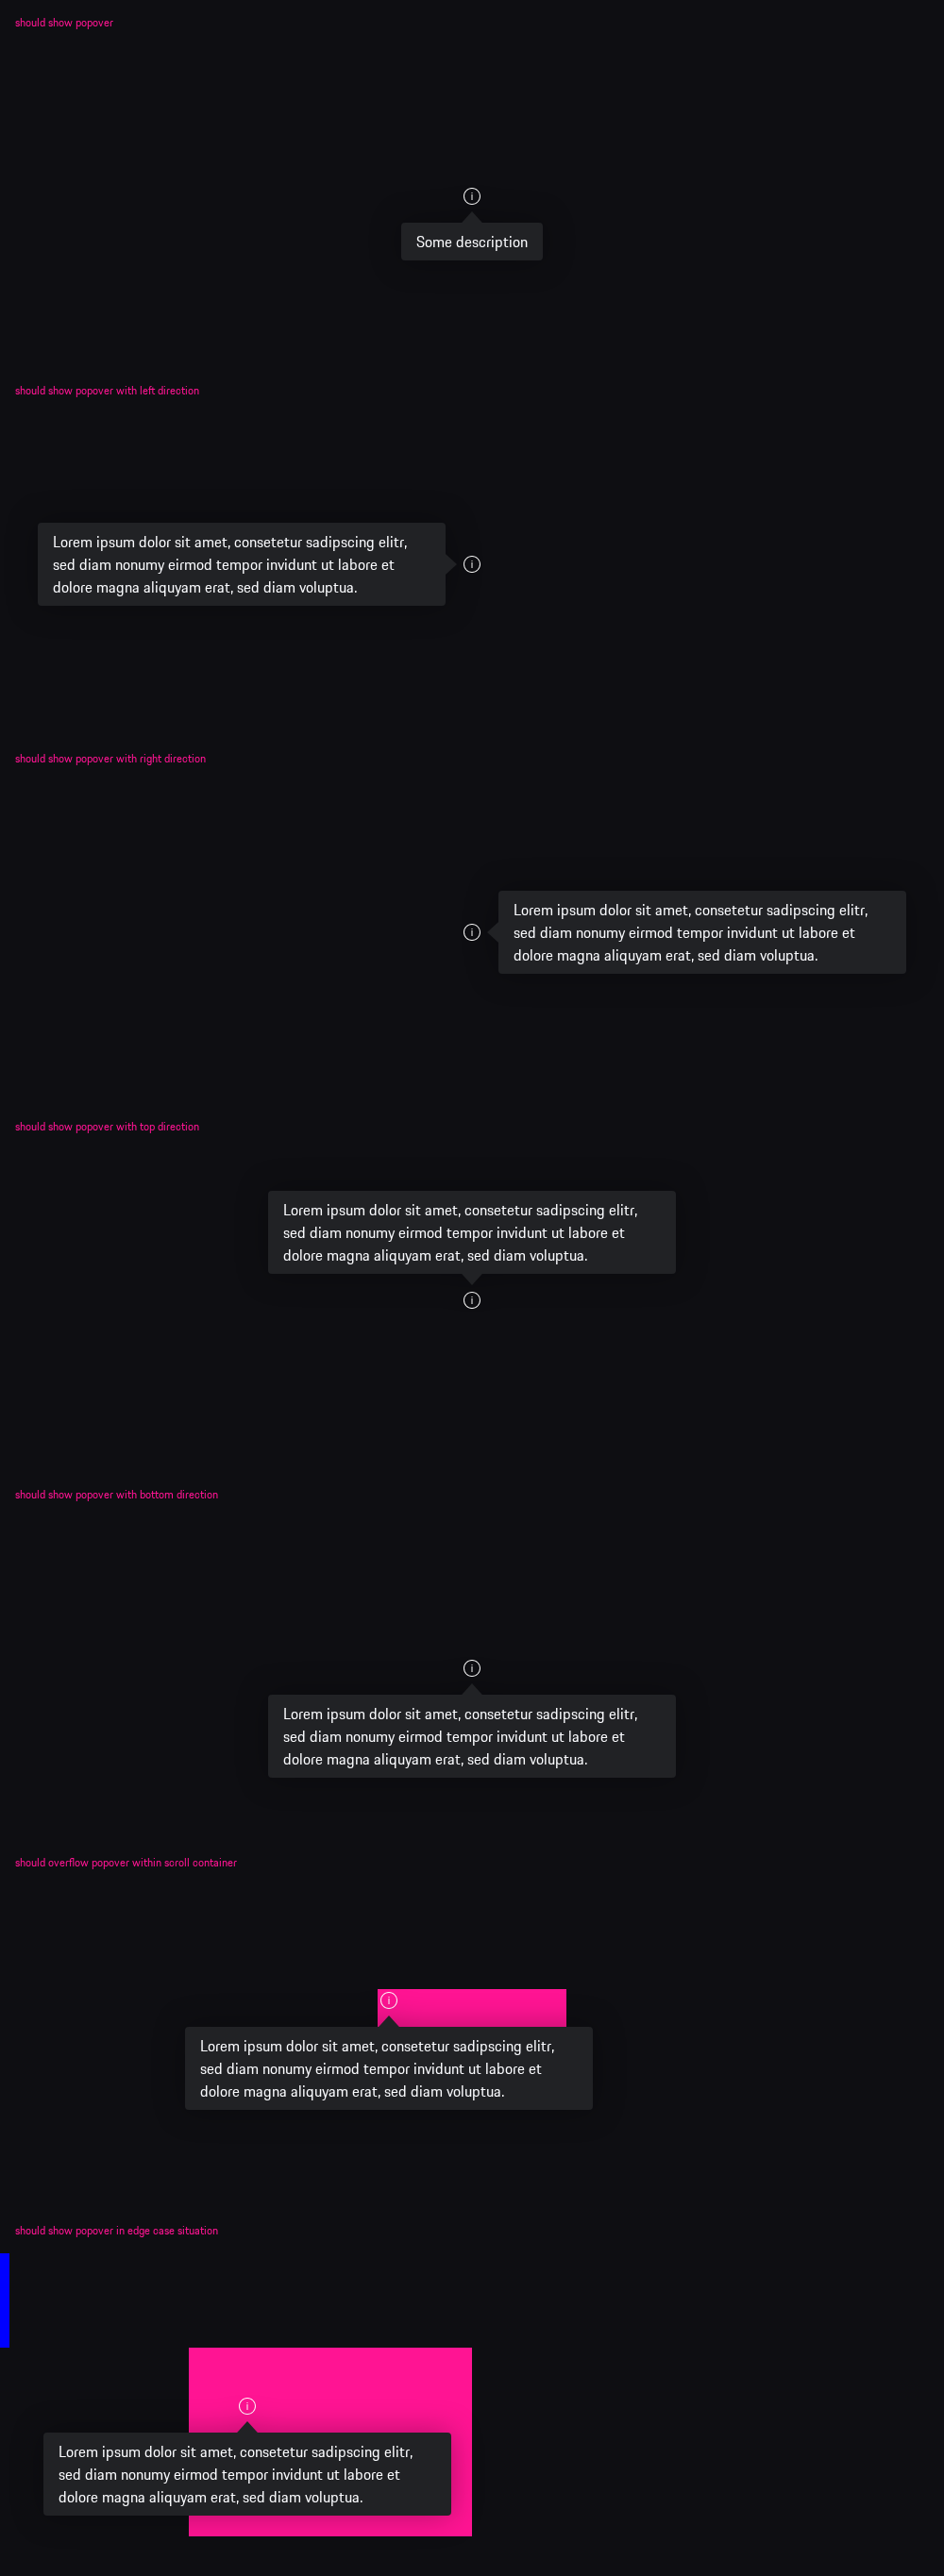 should show popover
i
Some description
should show popover with left direction
Lorem ipsum dolor sit amet, consetetur sadipscing elitr,
sed diam nonumy eirmod tempor invidunt ut labore et
dolore magna aliquyam erat, sed diam voluptua.
i
should show popover with right direction
i
Lorem ipsum dolor sit amet, consetetur sadipscing elitr,
sed diam nonumy eirmod tempor invidunt ut labore et
dolore magna aliquyam erat, sed diam voluptua.
should show popover with top direction
Lorem ipsum dolor sit amet, consetetur sadipscing elitr,
sed diam nonumy eirmod tempor invidunt ut labore et
dolore magna aliquyam erat, sed diam voluptua.
i
should show popover with bottom direction
i
Lorem ipsum dolor sit amet, consetetur sadipscing elitr,
sed diam nonumy eirmod tempor invidunt ut labore et
dolore magna aliquyam erat, sed diam voluptua.
should overflow popover within scroll container
i
Lorem ipsum dolor sit amet, consetetur sadipscing elitr,
sed diam nonumy eirmod tempor invidunt ut labore et
dolore magna aliquyam erat, sed diam voluptua.
should show popover in edge case situation
i
Lorem ipsum dolor sit amet, consetetur sadipscing elitr,
sed diam nonumy eirmod tempor invidunt ut labore et
dolore magna aliquyam erat, sed diam voluptua.